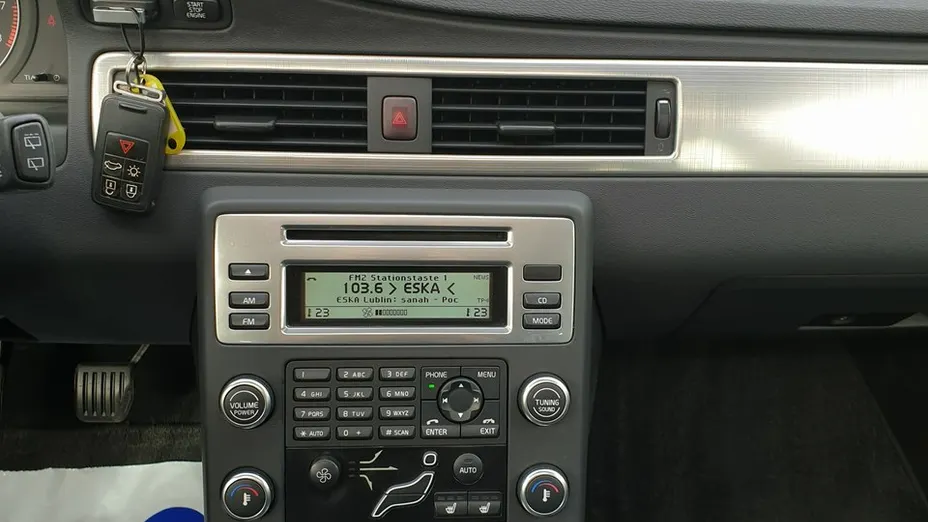 START
STOP
ENGINE
7
FM2 Stationstaste 1
NEWS
103.6 > ESKA <
ESKA Lublin: sanah - Poc
TP
123
123
AM
FM
CD
MODE
1
2 ABC
3 DEF
4 GHI
5 JKL
6 MNO
7 PQRS
8 TUV
9 WXYZ
* AUTO
0 +
# SCAN
PHONE
MENU
ENTER
EXIT
VOLUME
POWER
TUNING
SOUND
AUTO